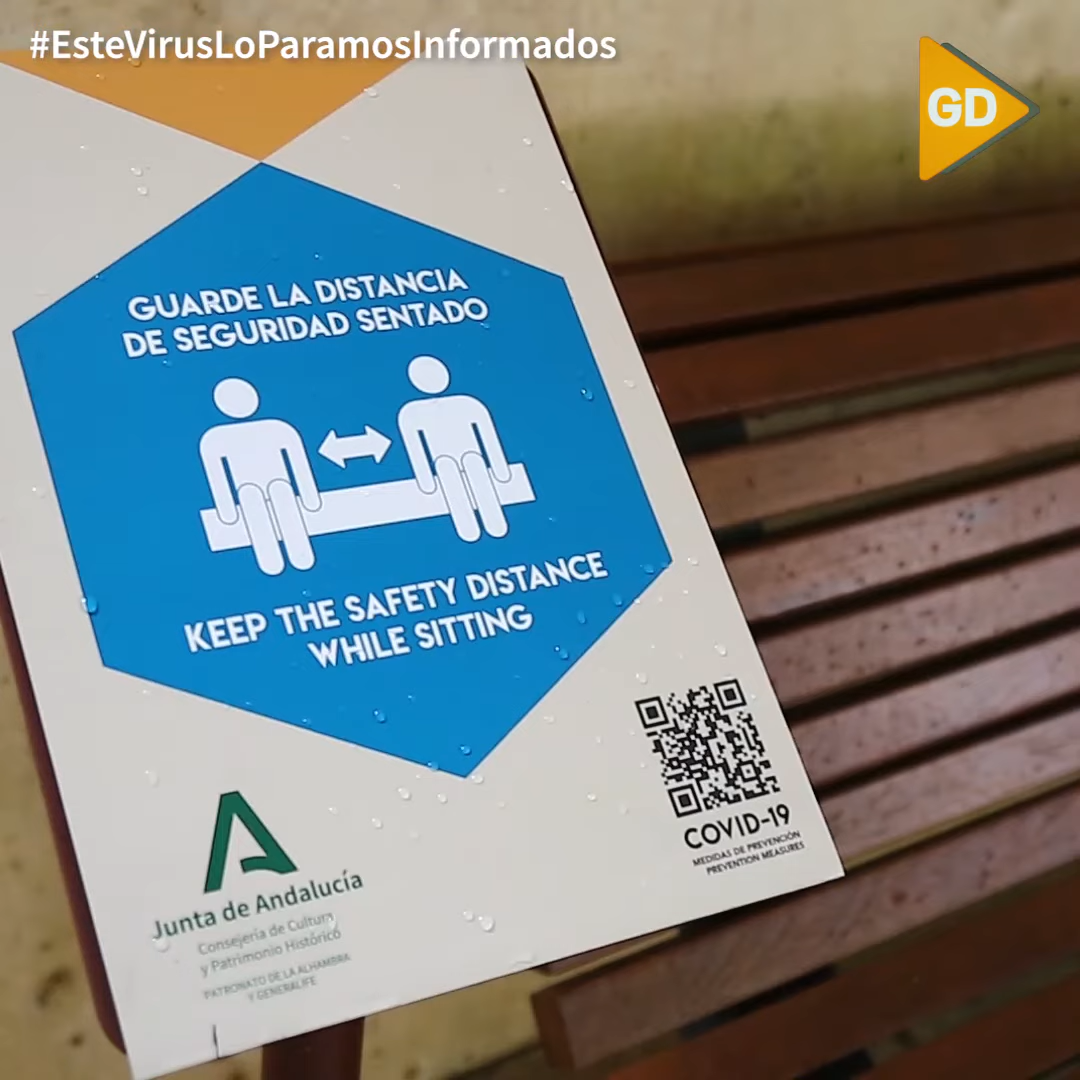 #EsteVirusLoParamosInformados
GD
GUARDE LA DISTANCIA
DE SEGURIDAD SENTADO
KEEP THE SAFETY DISTANCE
WHILE SITTING
COVID-19
MEDIDAS DE PREVENCIÓN
PREVENTION MEASURES
Junta de Andalucía
Consejería de Cultura
y Patrimonio Histórico
PATRONATO DE LA ALHAMBRA
Y GENERALIFE